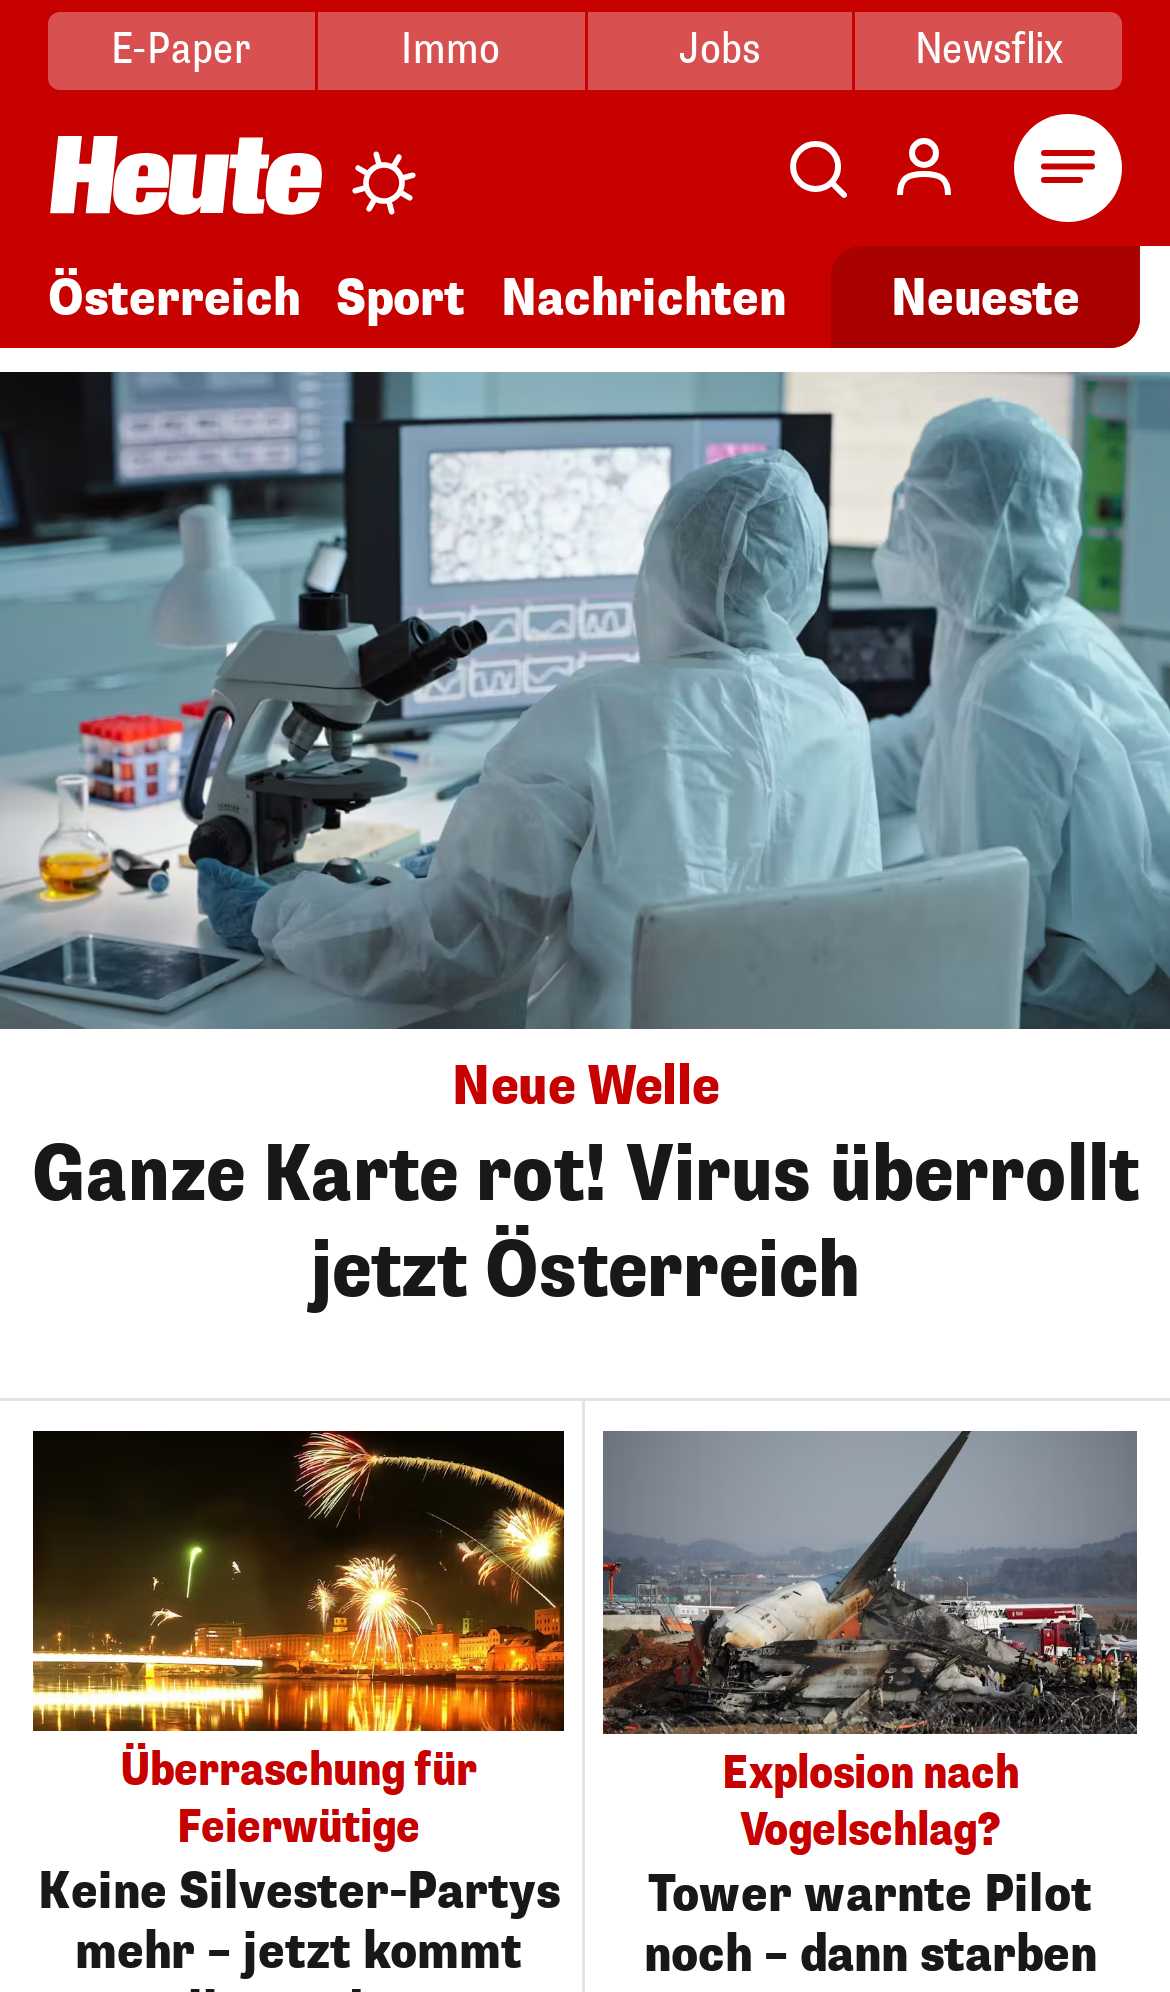 E-Paper Immo Jobs Newsflix
Heute
Österreich Sport Nachrichten Neueste
Neue Welle
Ganze Karte rot! Virus überrollt
jetzt Österreich
Überraschung für
Feierwütige
Keine Silvester-Partys
mehr – jetzt kommt
Explosion nach
Vogelschlag?
Tower warnte Pilot
noch – dann starben